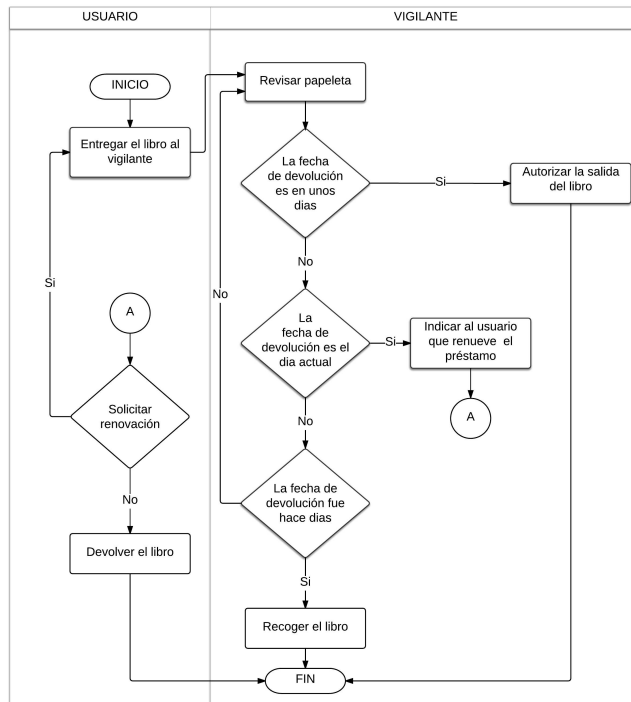 USUARIO
VIGILANTE
INICIO
Entregar el libro al
vigilante
Revisar papeleta
La fecha
de devolución
es en unos
dias
Si
Autorizar la salida
del libro
No
Si
No
A
La
fecha de
devolución es el
dia actual
Si
Indicar al usuario
que renueve el
préstamo
A
Solicitar
renovación
No
No
La fecha de
devolución fue
hace dias
Devolver el libro
Si
Recoger el libro
FIN